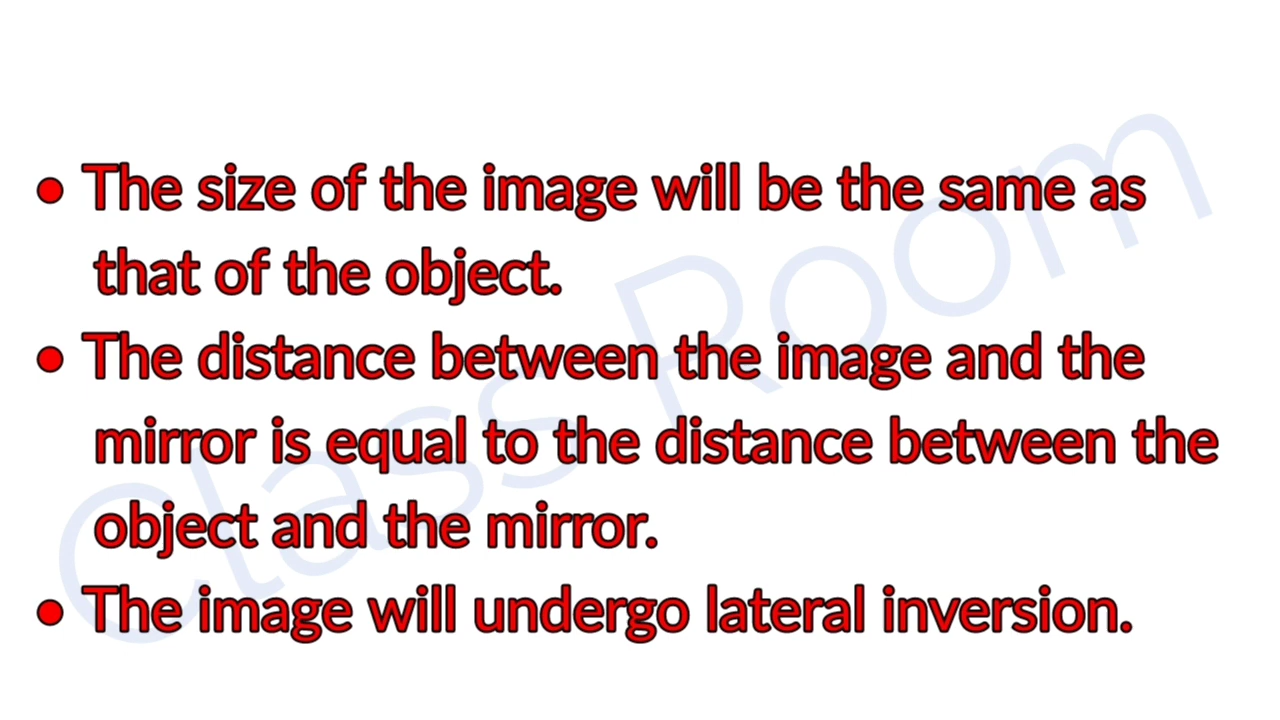 • The size of the image will be the same as
that of the object.
• The distance between the image and the
mirror is equal to the distance between the
object and the mirror.
• The image will undergo lateral inversion.
Class Room